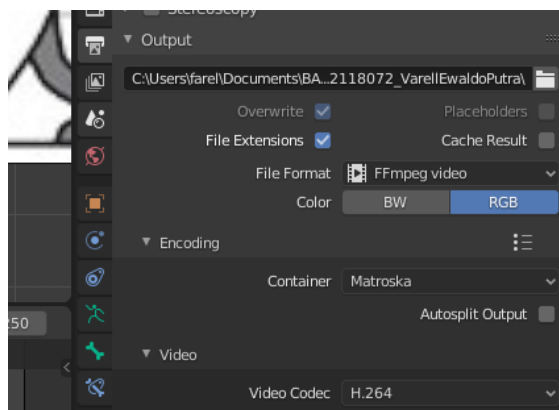 Stereoscopy
Output
C:\Users\farel\Documents\BA...2118072_VarellEwaldoPutra\
Overwrite Placeholders
File Extensions Cache Result
File Format FFmpeg video
Color BW RGB
Encoding
Container Matroska
Autosplit Output
250
Video
Video Codec H.264